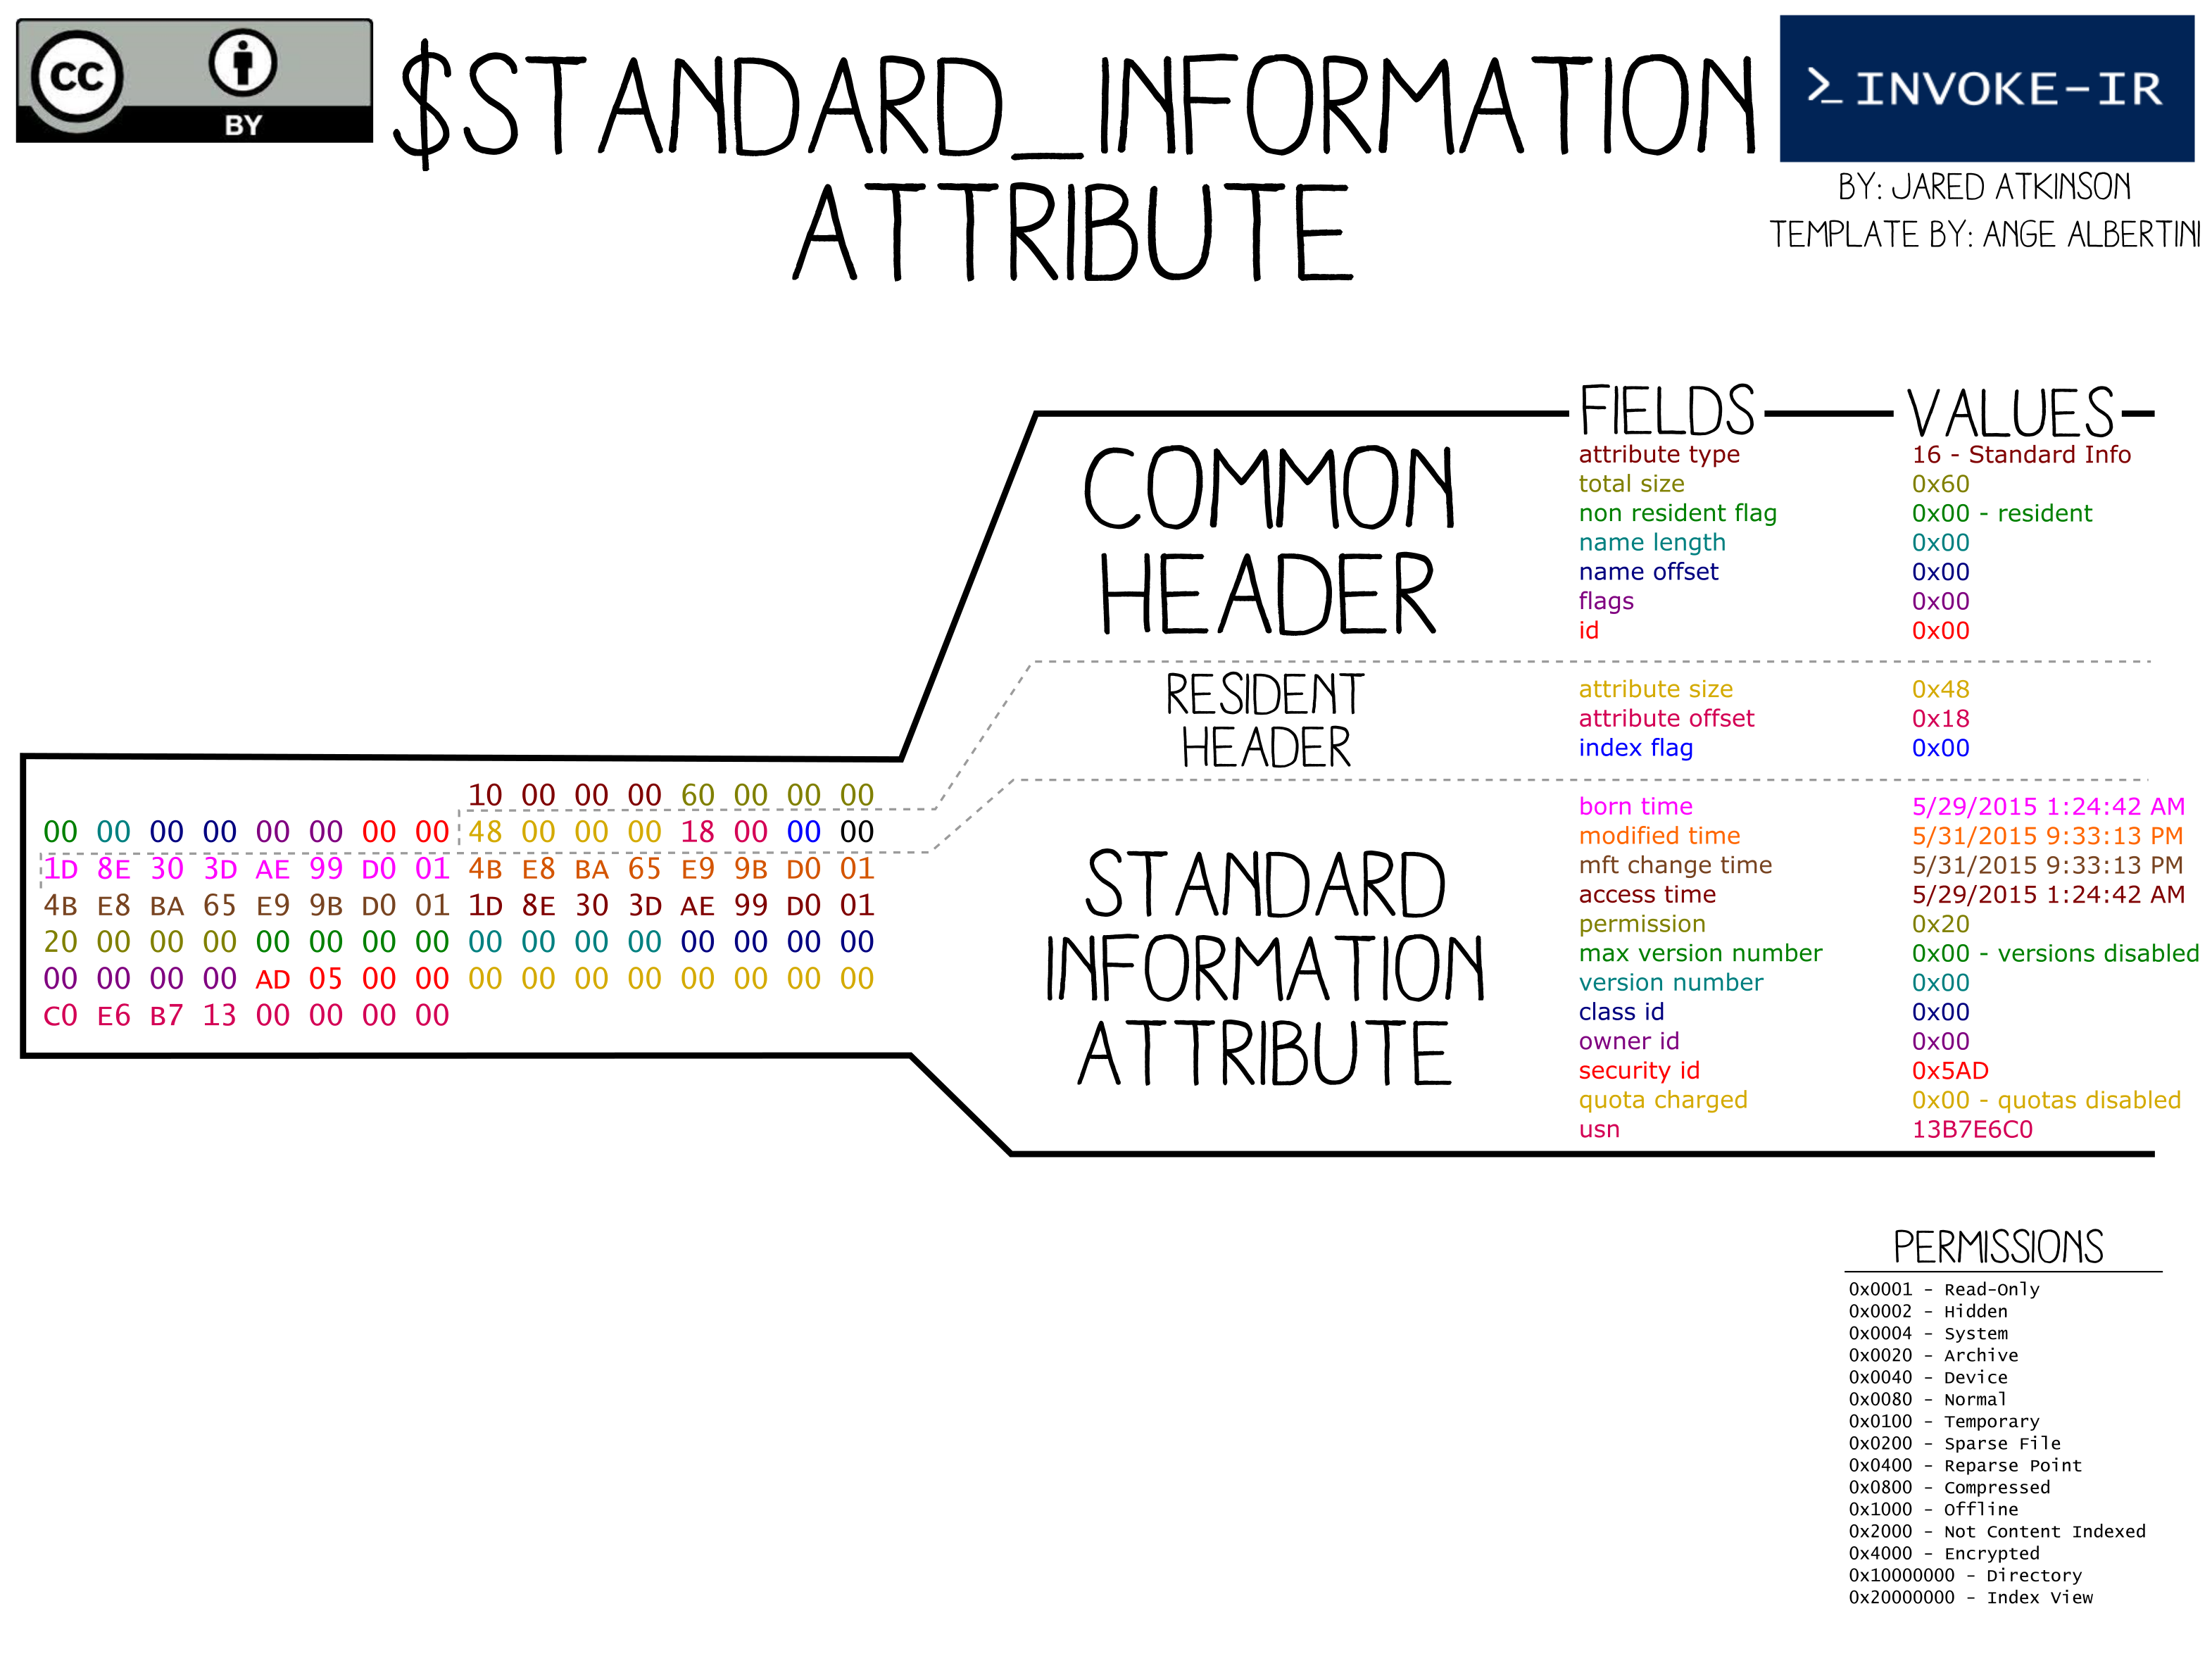 CC
BY
$STANDARD_INFORMATION
ATTRIBUTE
>_ INVOKE-IR
BY: JARED ATKINSON
TEMPLATE BY: ANGE ALBERTINI
FIELDS VALUES
COMMON
HEADER
attribute type 16 - Standard Info
total size 0x60
non resident flag 0x00 - resident
name length 0x00
name offset 0x00
flags 0x00
id 0x00
RESIDENT
HEADER
attribute size 0x48
attribute offset 0x18
index flag 0x00
10 00 00 00 60 00 00 00
00 00 00 00 00 00 00 00 48 00 00 00 18 00 00 00
1D 8E 30 3D AE 99 D0 01 4B E8 BA 65 E9 9B D0 01
4B E8 BA 65 E9 9B D0 01 1D 8E 30 3D AE 99 D0 01
20 00 00 00 00 00 00 00 00 00 00 00 00 00 00 00
00 00 00 00 AD 05 00 00 00 00 00 00 00 00 00 00
C0 E6 B7 13 00 00 00 00
STANDARD
INFORMATION
ATTRIBUTE
born time 5/29/2015 1:24:42 AM
modified time 5/31/2015 9:33:13 PM
mft change time 5/31/2015 9:33:13 PM
access time 5/29/2015 1:24:42 AM
permission 0x20
max version number 0x00 - versions disabled
version number 0x00
class id 0x00
owner id 0x00
security id 0x5AD
quota charged 0x00 - quotas disabled
usn 13B7E6C0
PERMISSIONS
0x0001 - Read-Only
0x0002 - Hidden
0x0004 - System
0x0020 - Archive
0x0040 - Device
0x0080 - Normal
0x0100 - Temporary
0x0200 - Sparse File
0x0400 - Reparse Point
0x0800 - Compressed
0x1000 - Offline
0x2000 - Not Content Indexed
0x4000 - Encrypted
0x10000000 - Directory
0x20000000 - Index View